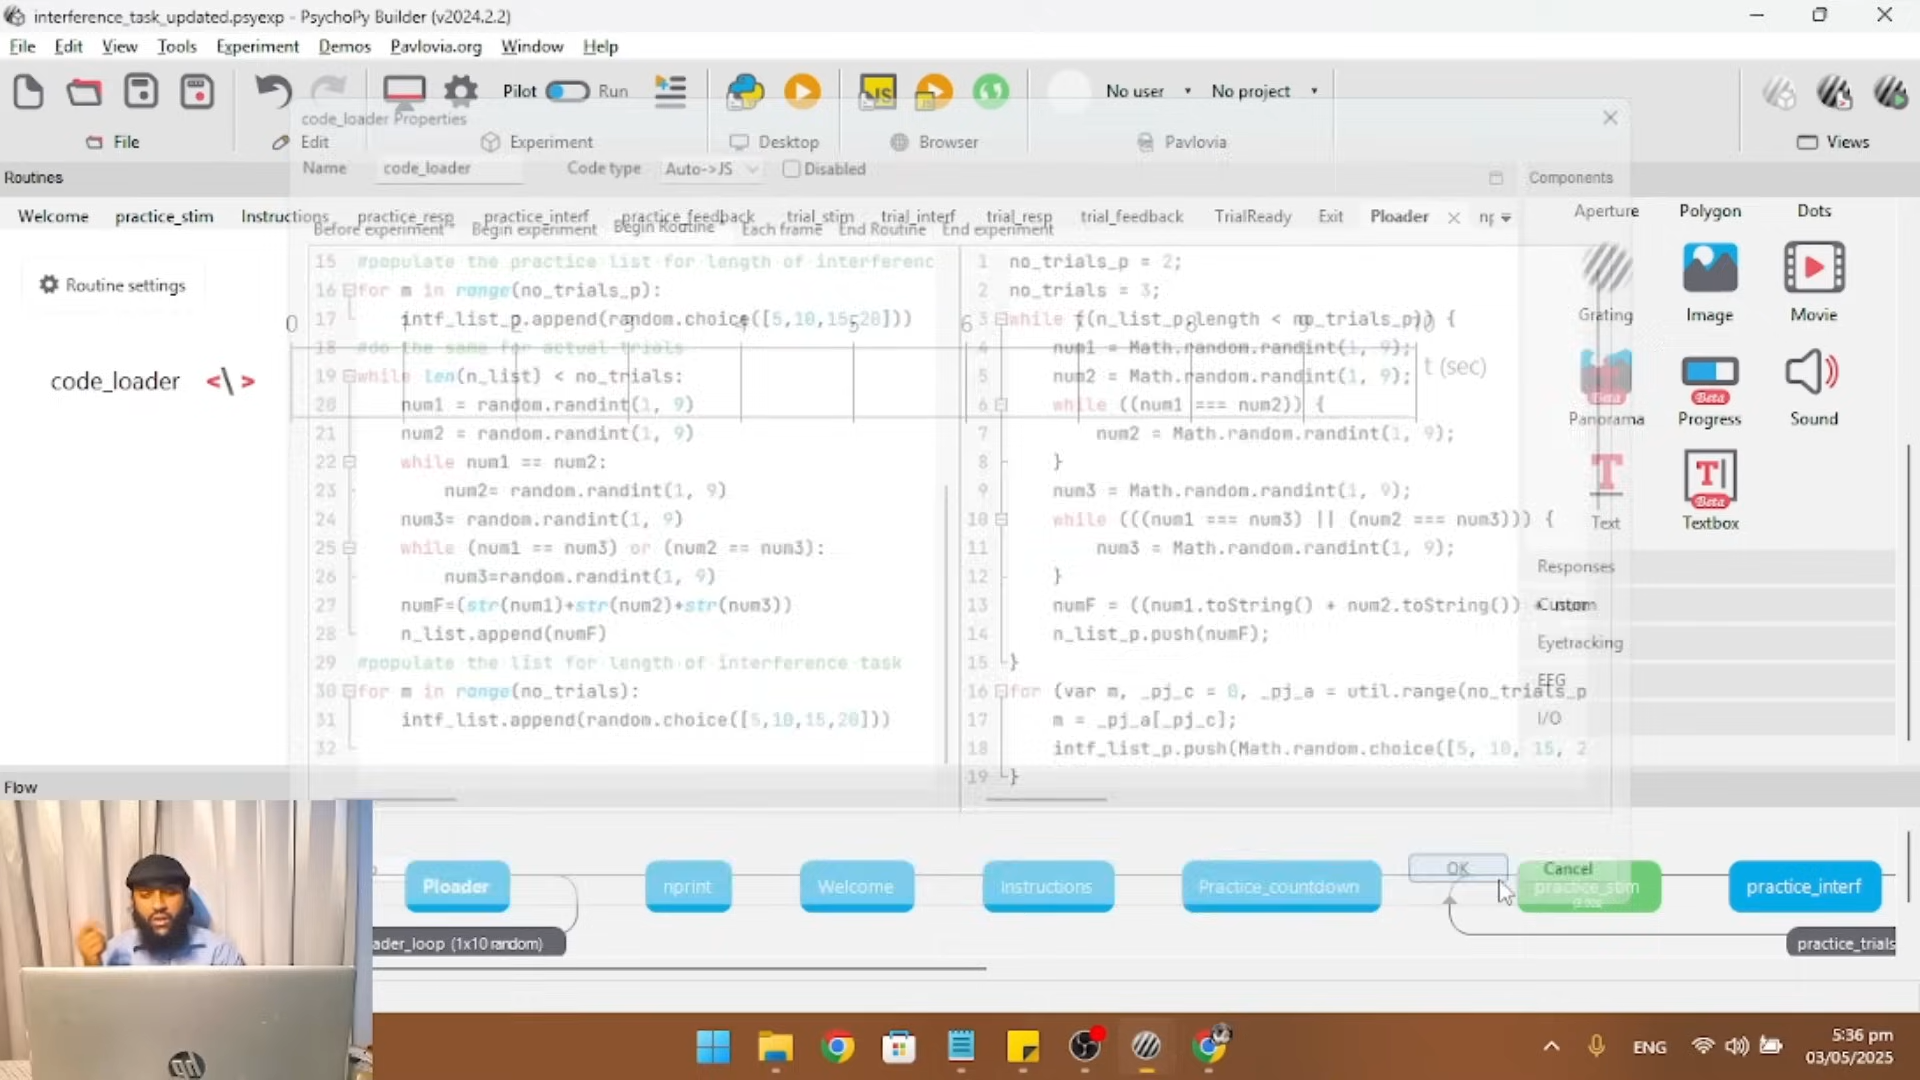 interference_task_updated.psyexp - PsychoPy Builder (v2024.2.2)
File Edit View Tools Experiment Demos Pavlovia.org Window Help
Pilot Run
No user No project
File Edit Experiment Desktop Browser Pavlovia Views
code_loader Properties
Name code_loader Code type Auto->JS Disabled
Routines
Components
Welcome practice_stim Instructions practice_resp practice_interf practice_feedback trial_stim trial_interf trial_resp trial_feedback TrialReady Exit Ploader
Before experiment * Begin experiment Begin Routine * Each frame End Routine End experiment
Routine settings
code_loader
t (sec)
15 #populate the practice list for length of interferenc
16 for m in range(no_trials_p):
17 intf_list_p.append(random.choice([5,10,15,20]))
18 #do the same for actual trials
19 while len(n_list) < no_trials:
20 num1 = random.randint(1, 9)
21 num2 = random.randint(1, 9)
22 while num1 == num2:
23 num2= random.randint(1, 9)
24 num3= random.randint(1, 9)
25 while (num1 == num3) or (num2 == num3):
26 num3=random.randint(1, 9)
27 numF=(str(num1)+str(num2)+str(num3))
28 n_list.append(numF)
29 #populate the list for length of interference task
30 for m in range(no_trials):
31 intf_list.append(random.choice([5,10,15,20]))
32
1 no_trials_p = 2;
2 no_trials = 3;
3 while ((n_list_p.length < no_trials_p)) {
4 num1 = Math.random.randint(1, 9);
5 num2 = Math.random.randint(1, 9);
6 while ((num1 === num2)) {
7 num2 = Math.random.randint(1, 9);
8 }
9 num3 = Math.random.randint(1, 9);
10 while (((num1 === num3) || (num2 === num3))) {
11 num3 = Math.random.randint(1, 9);
12 }
13 numF = ((num1.toString() + num2.toString())
14 n_list_p.push(numF);
15 }
16 for (var m, _pj_c = 0, _pj_a = util.range(no_trials_p
17 m = _pj_a[_pj_c];
18 intf_list_p.push(Math.random.choice([5, 10, 15, 2
19 }
Aperture Polygon Dots
Grating Image Movie
Beta Beta
Panorama Progress Sound
Beta
Text Textbox
Responses
Custom
Eyetracking
EEG
I/O
Flow
OK Cancel
Ploader nprint Welcome Instructions Practice_countdown practice_stim practice_interf
ader_loop (1x10 random) practice_trials
hp
ENG
5:36 pm
03/05/2025